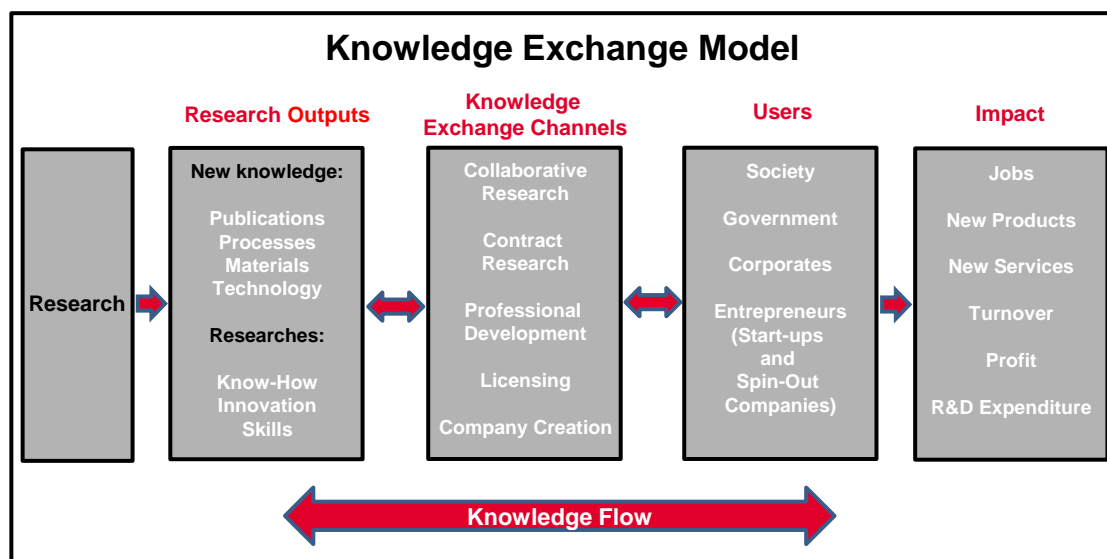 Knowledge Exchange Model
Research Outputs
Knowledge
Exchange Channels
Users
Impact
Research
New knowledge:
Publications
Processes
Materials
Technology
Researches:
Know-How
Innovation
Skills
Collaborative
Research
Contract
Research
Professional
Development
Licensing
Company Creation
Society
Government
Corporates
Entrepreneurs
(Start-ups
and
Spin-Out
Companies)
Jobs
New Products
New Services
Turnover
Profit
R&D Expenditure
Knowledge Flow